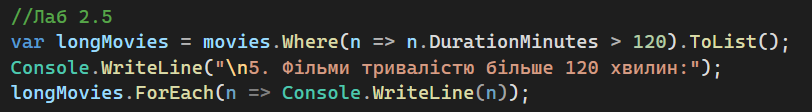 //Лаб 2.5
var longMovies = movies.Where(n => n.DurationMinutes > 120).ToList();
Console.WriteLine("\n5. Фільми тривалістю більше 120 хвилин:");
longMovies.ForEach(n => Console.WriteLine(n));